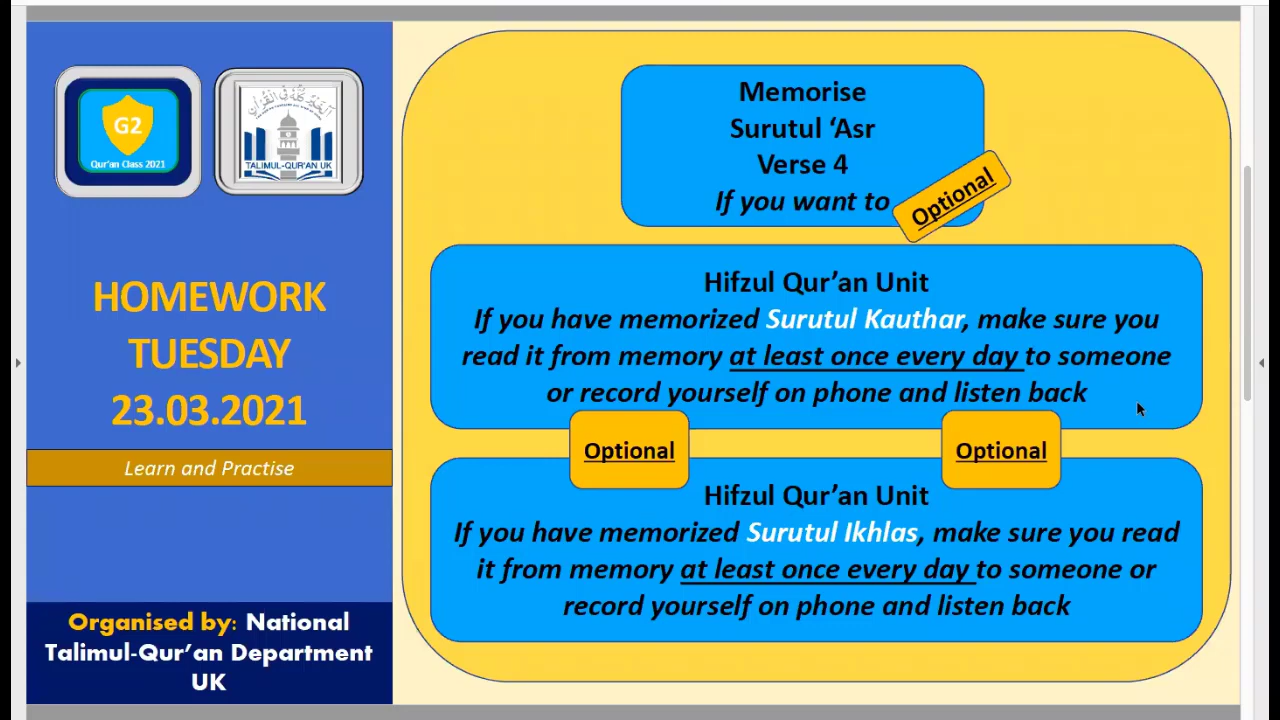 G2
Qur'an Class 2021
TALIMUL-QUR'AN UK
HOMEWORK
TUESDAY
23.03.2021
Learn and Practise
Organised by: National
Talimul-Qur’an Department
UK
Memorise
Surutul ‘Asr
Verse 4
If you want to
Optional
Hifzul Qur’an Unit
If you have memorized Surutul Kauthar, make sure you
read it from memory at least once every day to someone
or record yourself on phone and listen back
Optional
Optional
Hifzul Qur’an Unit
If you have memorized Surutul Ikhlas, make sure you read
it from memory at least once every day to someone or
record yourself on phone and listen back